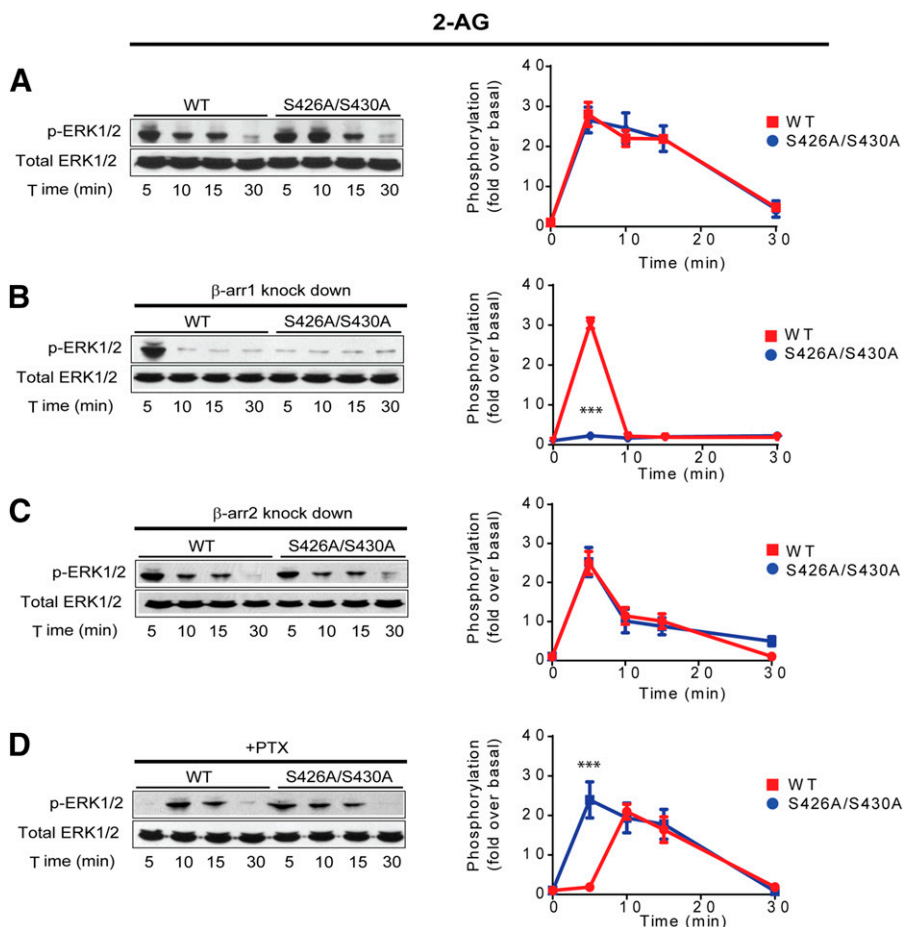 2-AG
A
WT S426A/S430A
p-ERK1/2
Total ERK1/2
Time (min) 5 10 15 30 5 10 15 30
Phosphorylation (fold over basal)
40
30
20
10
0
0 10 20 30
Time (min)
WT
S426A/S430A
B
β-arr1 knock down
WT S426A/S430A
p-ERK1/2
Total ERK1/2
Time (min) 5 10 15 30 5 10 15 30
Phosphorylation (fold over basal)
40
30
20
10
0
***
0 10 20 30
Time (min)
WT
S426A/S430A
C
β-arr2 knock down
WT S426A/S430A
p-ERK1/2
Total ERK1/2
Time (min) 5 10 15 30 5 10 15 30
Phosphorylation (fold over basal)
40
30
20
10
0
0 10 20 30
Time (min)
WT
S426A/S430A
D
+PTX
WT S426A/S430A
p-ERK1/2
Total ERK1/2
Time (min) 5 10 15 30 5 10 15 30
Phosphorylation (fold over basal)
40
30
20
10
0
***
0 10 20 30
Time (min)
WT
S426A/S430A